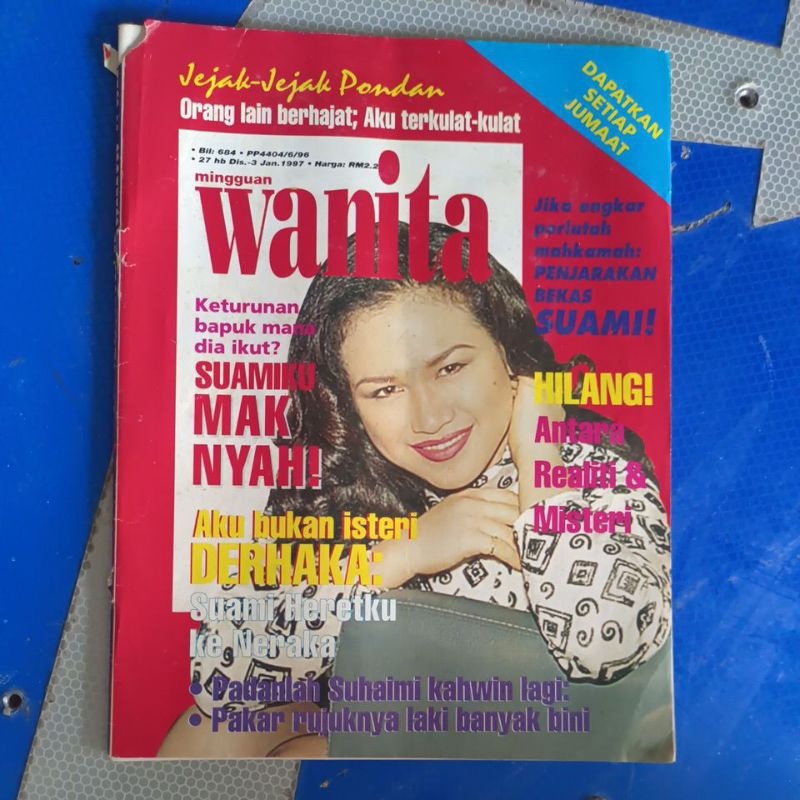 Jejak-Jejak Pondan
Orang lain berhajat; Aku terkulat-kulat
DAPATKAN
SETIAP
JUMAAT
• Bil: 684 • PP4404/6/96
• 27 hb Dis.-3 Jan. 1997 • Harga: RM2.2
mingguan
wanita
Jika engkar
perintah
mahkamah:
PENJARAKAN
BEKAS
SUAMI!
Keturunan
bapuk mana
dia ikut?
SUAMIKU
MAK
NYAH!
HILANG!
Antara
Realiti &
Misteri
Aku bukan isteri
DERHAKA:
Suami Heretku
ke Neraka
• Padanlah Suhaimi kahwin lagi:
• Pakar rujuknya laki banyak bini